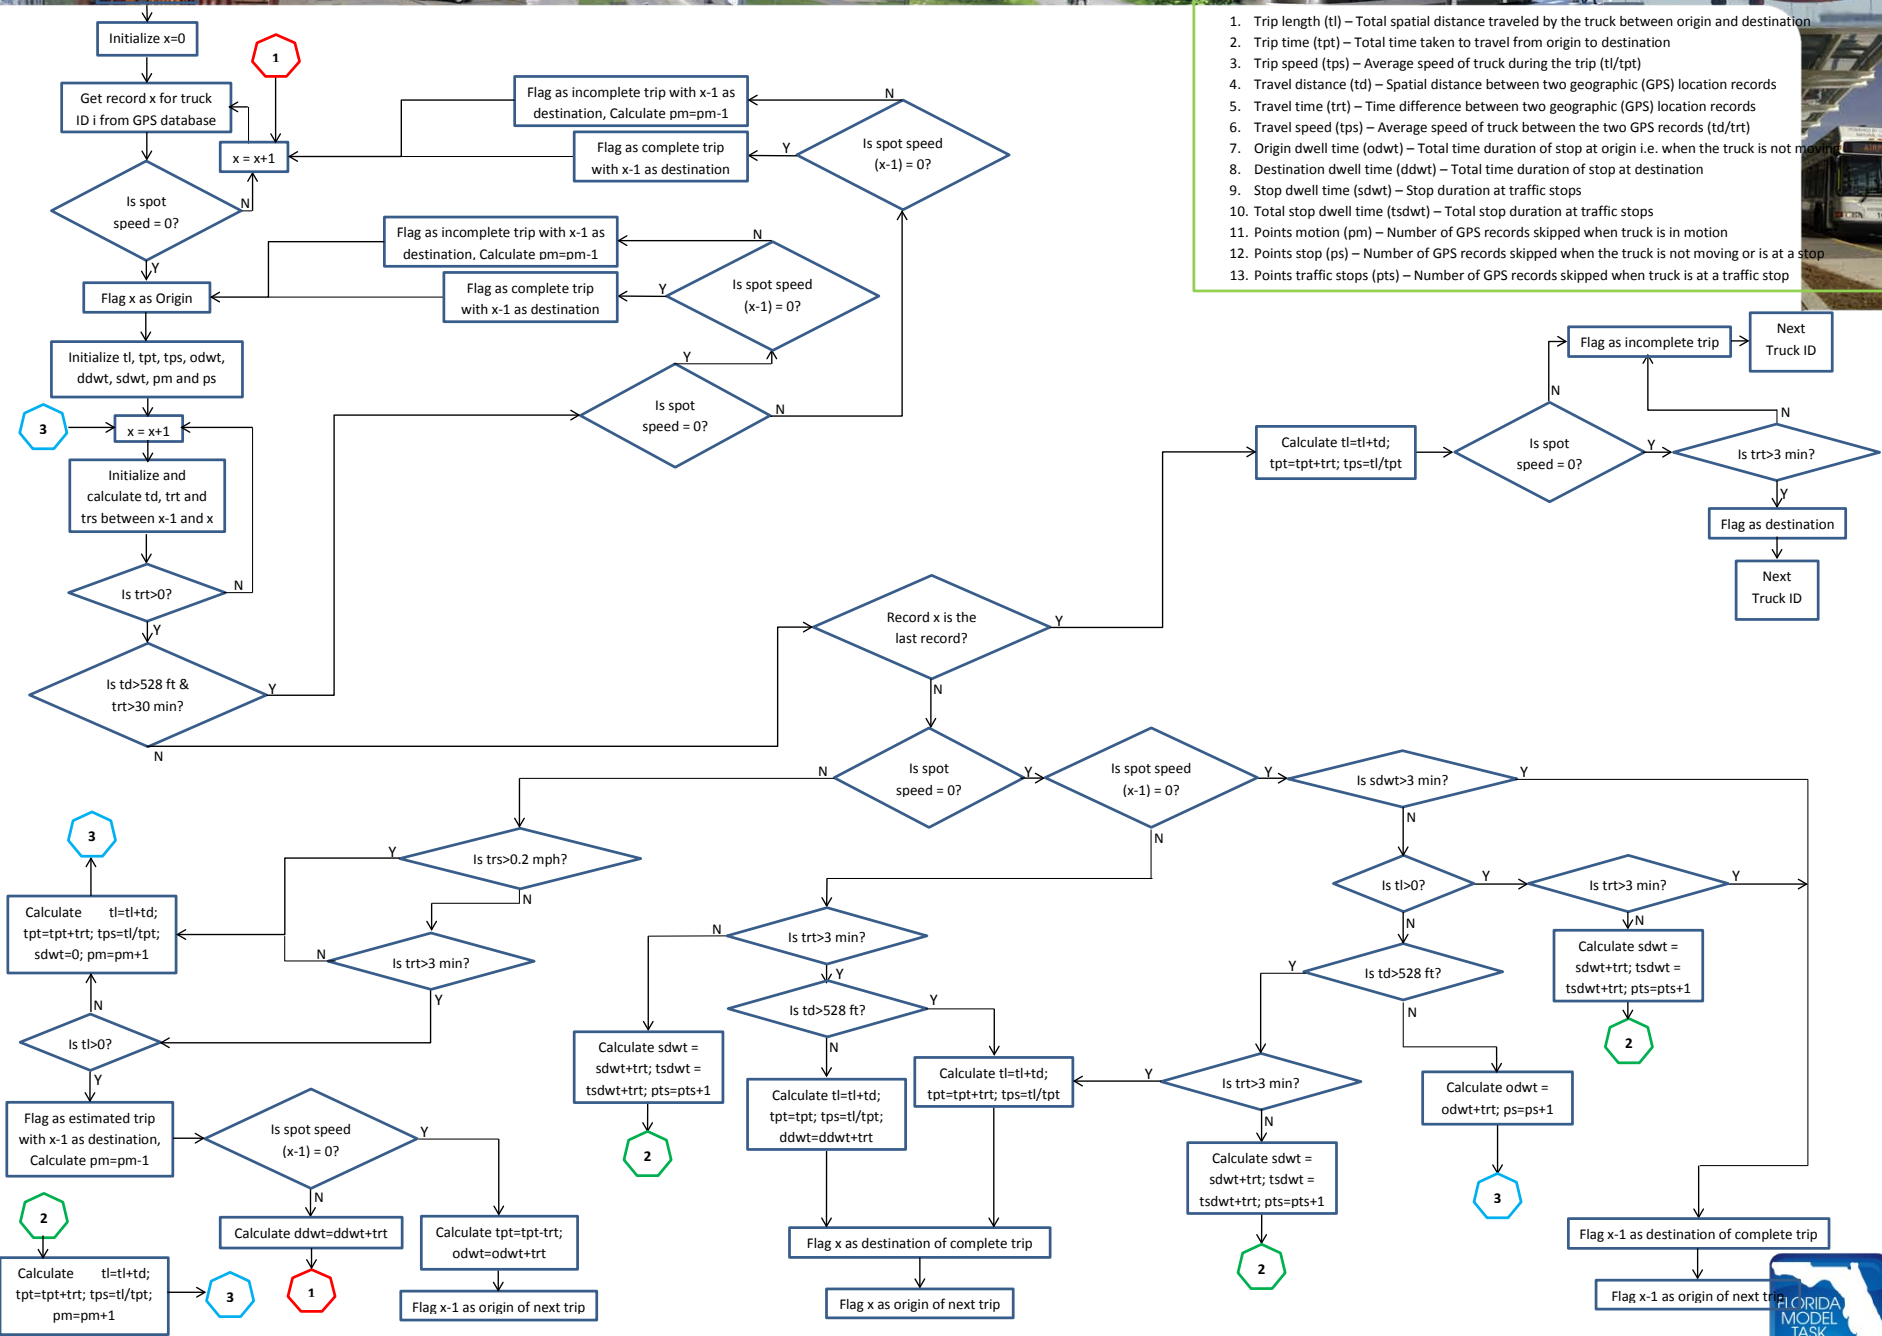 1. Trip length (tl) – Total spatial distance traveled by the truck between origin and destination
2. Trip time (tpt) – Total time taken to travel from origin to destination
3. Trip speed (tps) – Average speed of truck during the trip (tl/tpt)
4. Travel distance (td) – Spatial distance between two geographic (GPS) location records
5. Travel time (trt) – Time difference between two geographic (GPS) location records
6. Travel speed (tps) – Average speed of truck between the two GPS records (td/trt)
7. Origin dwell time (odwt) – Total time duration of stop at origin i.e. when the truck is not moving
8. Destination dwell time (ddwt) – Total time duration of stop at destination
9. Stop dwell time (sdwt) – Stop duration at traffic stops
10. Total stop dwell time (tsdwt) – Total stop duration at traffic stops
11. Points motion (pm) – Number of GPS records skipped when truck is in motion
12. Points stop (ps) – Number of GPS records skipped when the truck is not moving or is at a stop
13. Points traffic stops (pts) – Number of GPS records skipped when truck is at a traffic stop
Initialize x=0
1
Get record x for truck
ID i from GPS database
x = x+1
Is spot
speed = 0?
N
Y
Flag as incomplete trip with x-1 as
destination, Calculate pm=pm-1
N
Flag as complete trip
with x-1 as destination
Y
Is spot speed
(x-1) = 0?
Flag as incomplete trip with x-1 as
destination, Calculate pm=pm-1
N
Flag as complete trip
with x-1 as destination
Y
Is spot speed
(x-1) = 0?
Flag x as Origin
Initialize tl, tpt, tps, odwt,
ddwt, sdwt, pm and ps
Y
Is spot
speed = 0?
N
3
x = x+1
Initialize and
calculate td, trt and
trs between x-1 and x
Is trt>0?
N
Y
Is td>528 ft &
trt>30 min?
Y
N
Record x is the
last record?
Y
N
Calculate tl=tl+td;
tpt=tpt+trt; tps=tl/tpt
Is spot
speed = 0?
N
Y
Flag as incomplete trip
Next
Truck ID
N
Is trt>3 min?
Y
Flag as destination
Next
Truck ID
N
Is spot
speed = 0?
Y
Is spot speed
(x-1) = 0?
Y
N
Is sdwt>3 min?
Y
N
Is tl>0?
Y
N
Is trt>3 min?
Y
N
Calculate sdwt =
sdwt+trt; tsdwt =
tsdwt+trt; pts=pts+1
2
Y
Is td>528 ft?
N
Calculate odwt =
odwt+trt; ps=ps+1
3
Y
Is trt>3 min?
N
Calculate sdwt =
sdwt+trt; tsdwt =
tsdwt+trt; pts=pts+1
2
N
Is trt>3 min?
Y
Is td>528 ft?
Y
N
Calculate sdwt =
sdwt+trt; tsdwt =
tsdwt+trt; pts=pts+1
2
Calculate tl=tl+td;
tpt=tpt; tps=tl/tpt;
ddwt=ddwt+trt
Calculate tl=tl+td;
tpt=tpt+trt; tps=tl/tpt
Flag x as destination of complete trip
Flag x as origin of next trip
Flag x-1 as destination of complete trip
Flag x-1 as origin of next trip
Y
Is trs>0.2 mph?
N
N
Is trt>3 min?
Y
3
Calculate tl=tl+td;
tpt=tpt+trt; tps=tl/tpt;
sdwt=0; pm=pm+1
N
Is tl>0?
Y
Flag as estimated trip
with x-1 as destination,
Calculate pm=pm-1
Is spot speed
(x-1) = 0?
Y
N
Calculate ddwt=ddwt+trt
1
Calculate tpt=tpt-trt;
odwt=odwt+trt
Flag x-1 as origin of next trip
2
Calculate tl=tl+td;
tpt=tpt+trt; tps=tl/tpt;
pm=pm+1
3
FLORIDA
MODEL
TASK